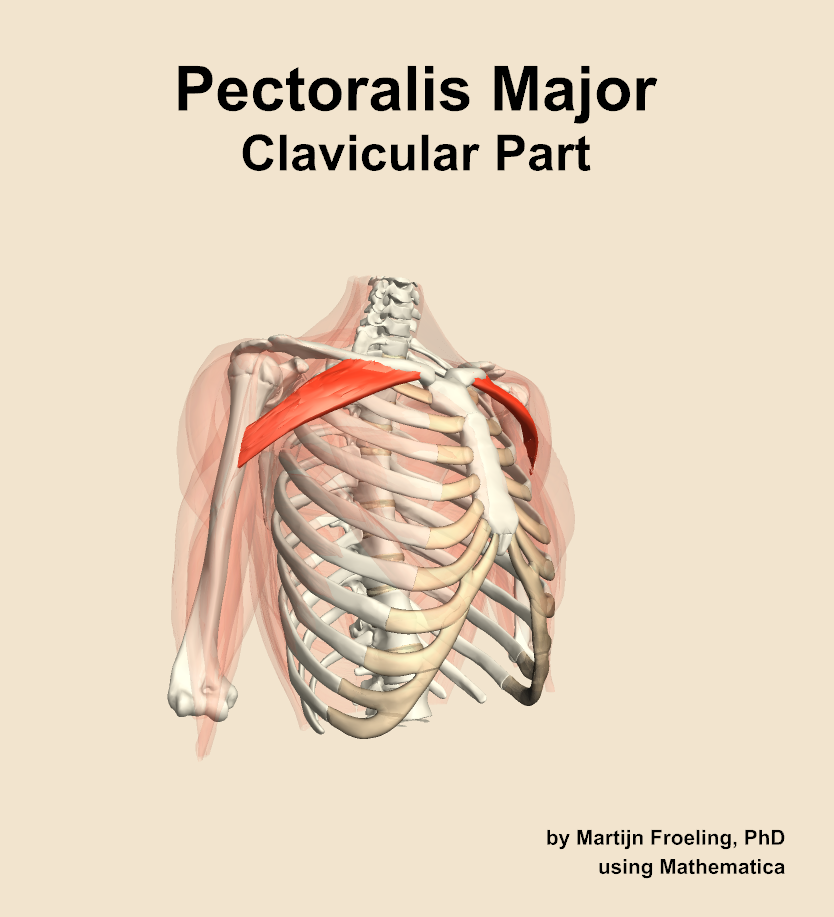 Pectoralis Major
Clavicular Part
by Martijn Froeling, PhD
using Mathematica